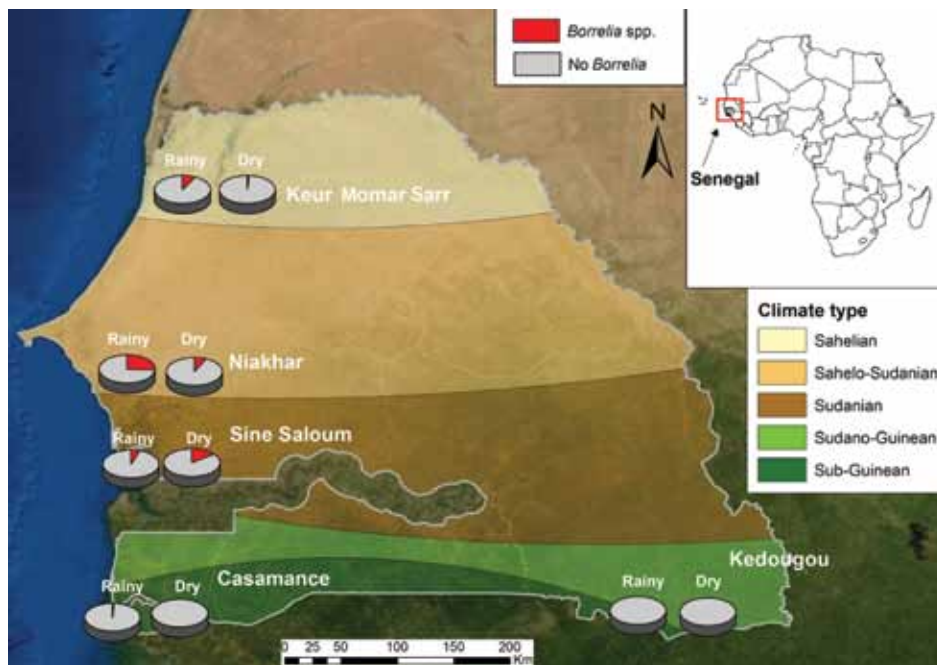 Borrelia spp.
No Borrelia
N
Senegal
Rainy Dry
Keur Momar Sarr
Rainy Dry
Niakhar
Rainy Dry
Sine Saloum
Climate type
Sahelian
Sahelo-Sudanian
Sudanian
Sudano-Guinean
Sub-Guinean
Kedougou
Rainy Dry
Casamance
Rainy Dry
0 25 50 100 150 200
Km